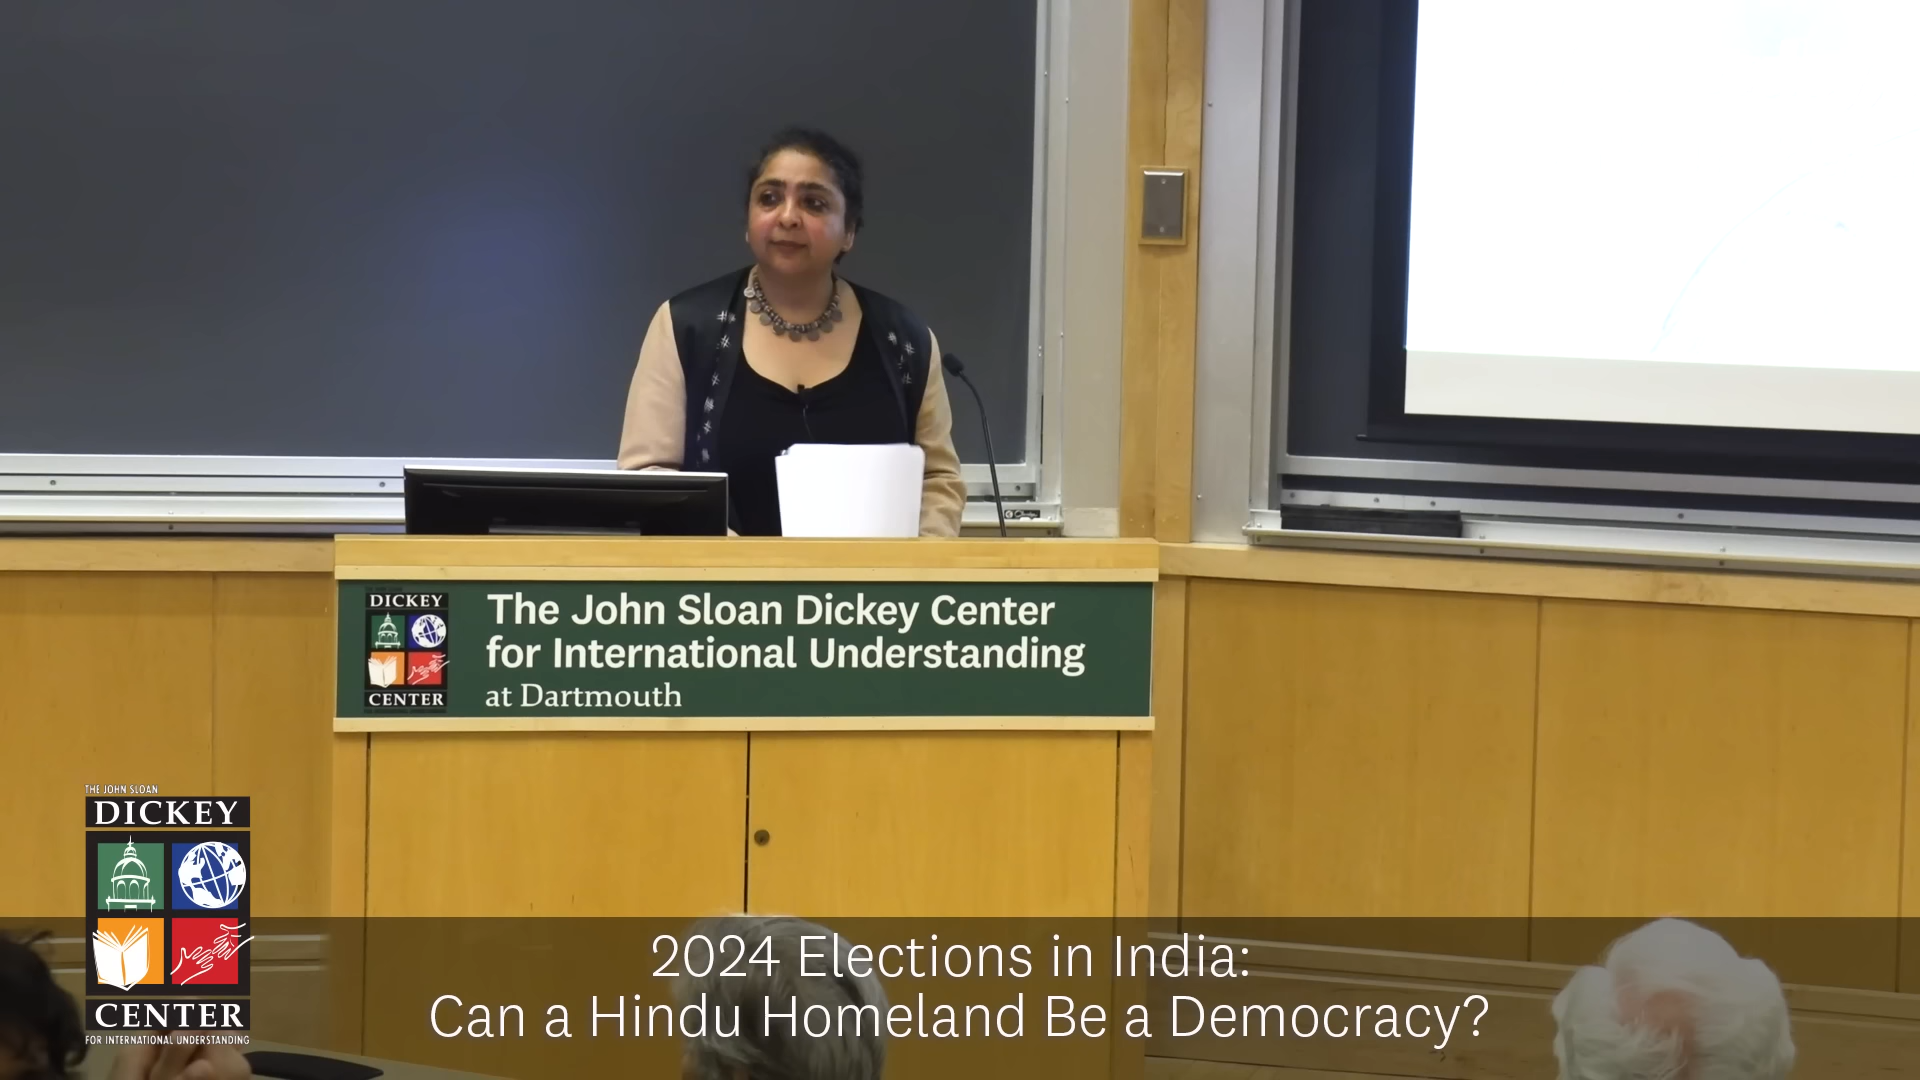 DICKEY
CENTER
The John Sloan Dickey Center
for International Understanding
at Dartmouth
THE JOHN SLOAN
DICKEY
CENTER
FOR INTERNATIONAL UNDERSTANDING
2024 Elections in India:
Can a Hindu Homeland Be a Democracy?